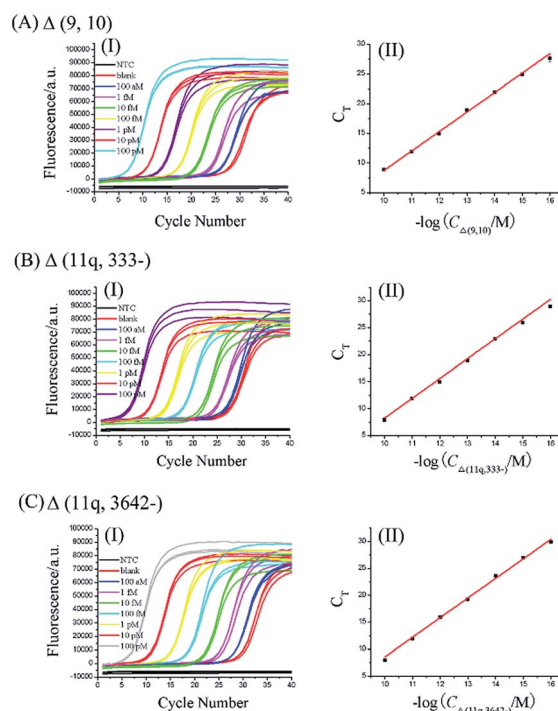 (A) Δ (9, 10)
(I)
Fluorescence/a.u.
100000
90000
80000
70000
60000
50000
40000
30000
20000
10000
0
-10000
NTC
blank
100 aM
1 fM
10 fM
100 fM
1 pM
10 pM
100 pM
0 5 10 15 20 25 30 35 40
Cycle Number
(II)
C_T
30
25
20
15
10
5
10 11 12 13 14 15 16
-log(C_Δ(9,10)/M)
(B) Δ (11q, 333-)
(I)
Fluorescence/a.u.
100000
90000
80000
70000
60000
50000
40000
30000
20000
10000
0
-10000
NTC
blank
100 aM
1 fM
10 fM
100 fM
1 pM
10 pM
100 pM
0 5 10 15 20 25 30 35 40
Cycle Number
(II)
C_T
30
25
20
15
10
5
10 11 12 13 14 15 16
-log(C_Δ(11q,333-)/M)
(C) Δ (11q, 3642-)
(I)
Fluorescence/a.u.
100000
90000
80000
70000
60000
50000
40000
30000
20000
10000
0
-10000
NTC
blank
100 aM
1 fM
10 fM
100 fM
1 pM
10 pM
100 pM
0 5 10 15 20 25 30 35 40
Cycle Number
(II)
C_T
30
25
20
15
10
5
10 11 12 13 14 15 16
-log(C_Δ(11q,3642-)/M)